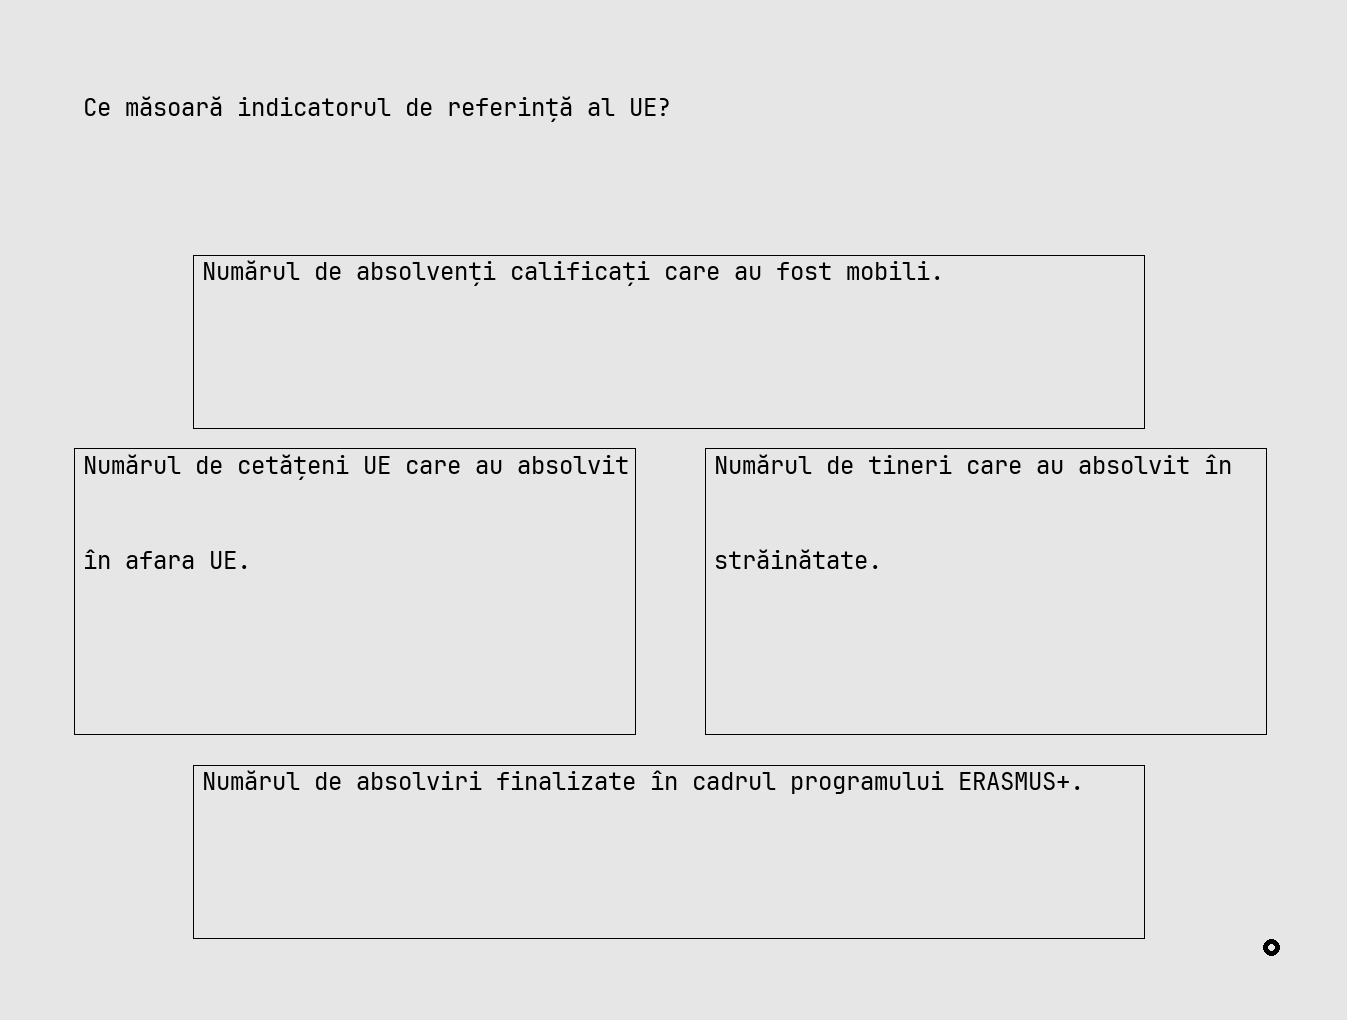 Ce măsoară indicatorul de referință al UE?
Numărul de absolvenți calificați care au fost mobili.
Numărul de cetățeni UE care au absolvit
în afara UE.
Numărul de tineri care au absolvit în
străinătate.
Numărul de absolviri finalizate în cadrul programului ERASMUS+.